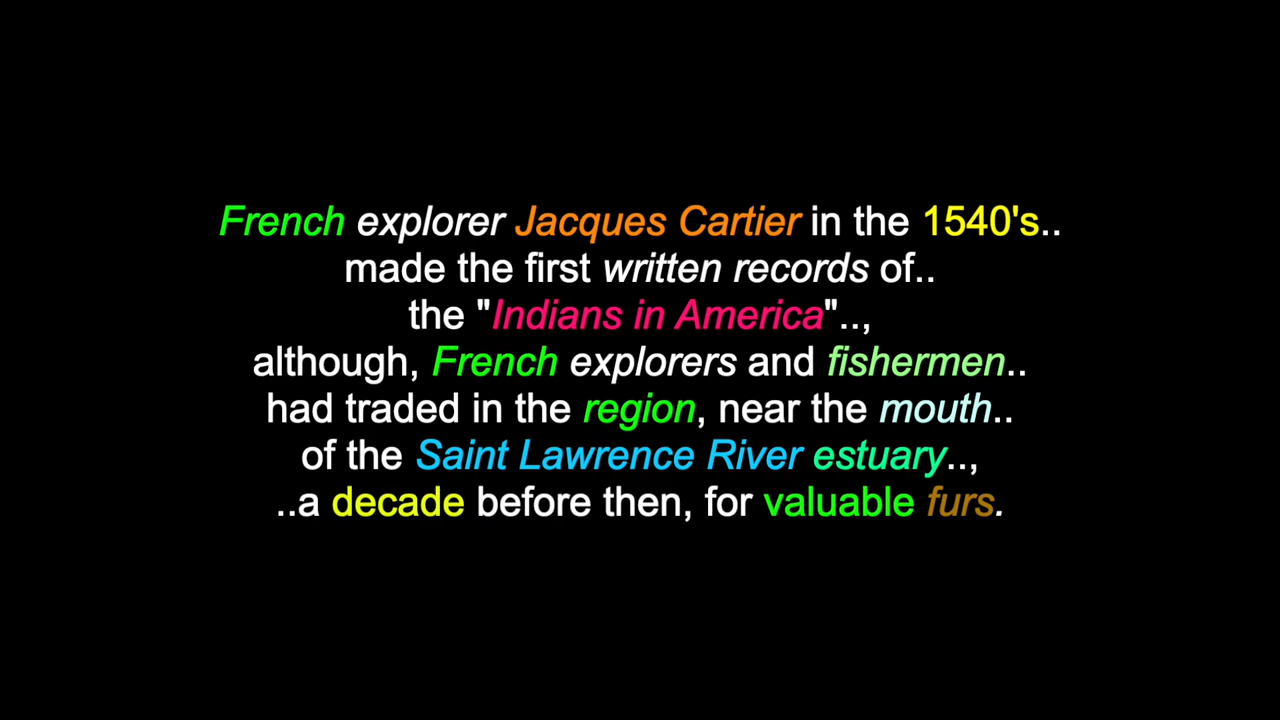 French explorer Jacques Cartier in the 1540's..
made the first written records of..
the "Indians in America"..,
although, French explorers and fishermen..
had traded in the region, near the mouth..
of the Saint Lawrence River estuary..,
..a decade before then, for valuable furs.